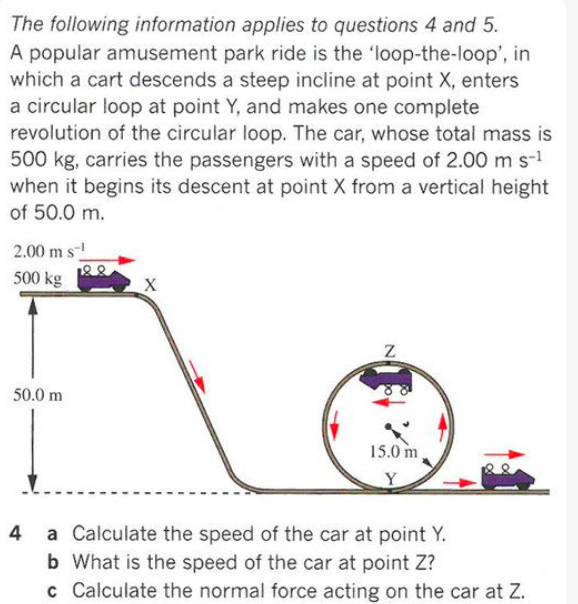 The following information applies to questions 4 and 5.
A popular amusement park ride is the ‘loop-the-loop’, in
which a cart descends a steep incline at point X, enters
a circular loop at point Y, and makes one complete
revolution of the circular loop. The car, whose total mass is
500 kg, carries the passengers with a speed of 2.00 m s⁻¹
when it begins its descent at point X from a vertical height
of 50.0 m.
2.00 m s⁻¹
500 kg
X
Z
50.0 m
15.0 m
Y
4 a Calculate the speed of the car at point Y.
b What is the speed of the car at point Z?
c Calculate the normal force acting on the car at Z.